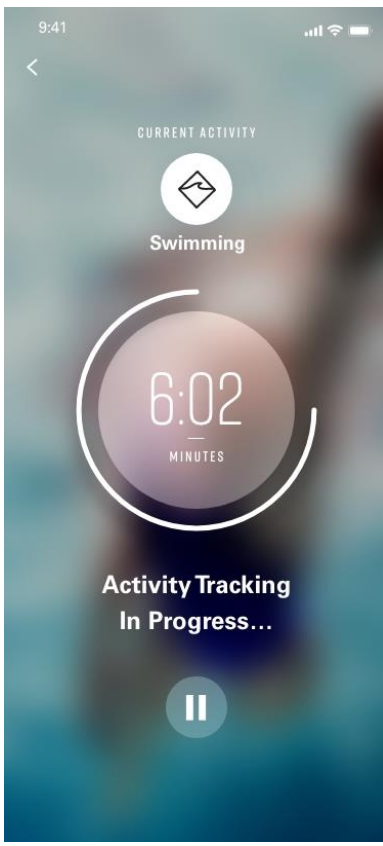 9:41
CURRENT ACTIVITY
Swimming
6:02
MINUTES
Activity Tracking
In Progress...